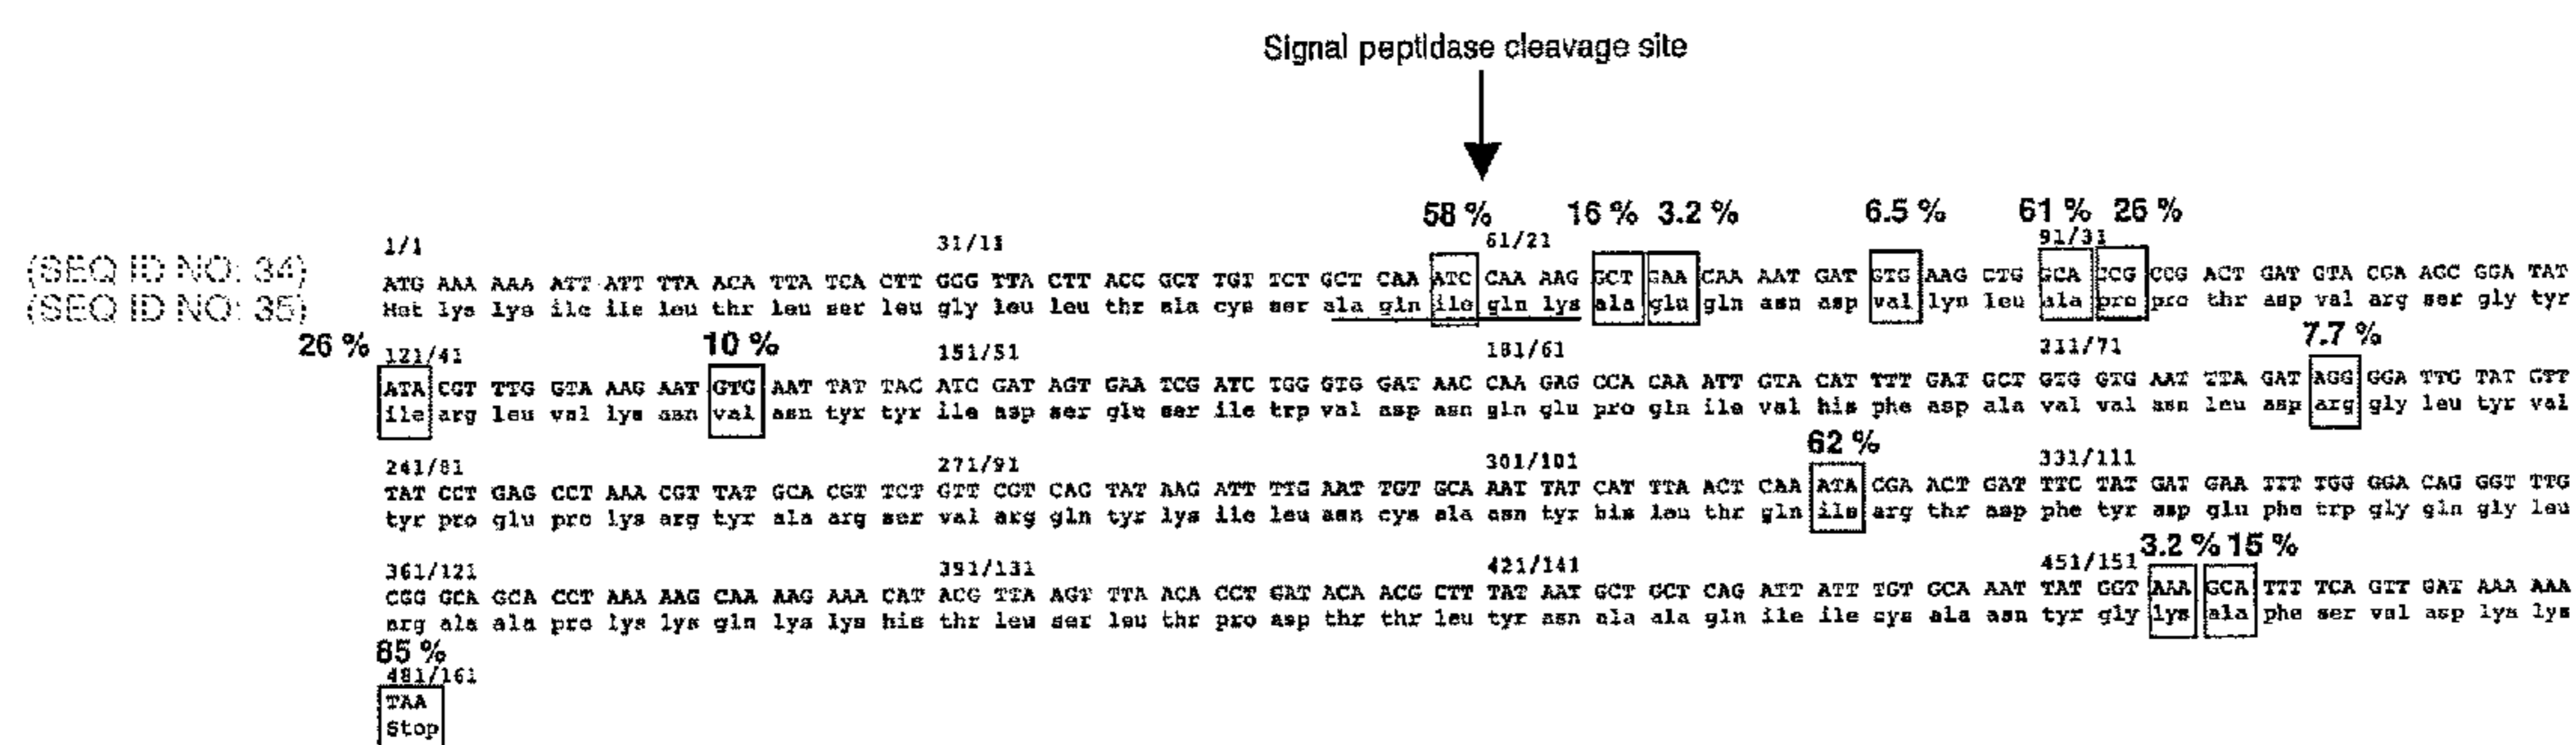 Signal peptidase cleavage site
58 % 16 % 3.2 % 6.5 % 61 % 26 %
1/1 31/11 61/21 91/31
(SEQ ID NO: 34) ATG AAA AAA ATT ATT TTA ACA TTA TCA CTT GGG TTA CTT ACC GCT TGT TCT GCT CAA ATC CAA AAG GCT GAA CAA AAT GAT GTG AAG CTG GCA CCG CCG ACT GAT GTA CGA AGC GGA TAT
(SEQ ID NO: 35) Met lys lys ile ile leu thr leu ser leu gly leu leu thr ala cys ser ala gln ile gln lys ala glu gln asn asp val lys leu ala pro pro thr asp val arg ser gly tyr
26 % 10 % 7.7 %
121/41 151/51 181/61 211/71
ATA CGT TTG GTA AAG AAT GTG AAT TAT TAC ATC GAT AGT GAA TCG ATC TGG GTG GAT AAC CAA GAG CCA CAA ATT GTA CAT TTT GAT GCT GTG GTG AAT TTA GAT AGG GGA TTG TAT GTT
ile arg leu val lys asn val asn tyr tyr ile asp ser glu ser ile trp val asp asn gln glu pro gln ile val his phe asp ala val val asn leu asp arg gly leu tyr val
62 %
241/81 271/91 301/101 331/111
TAT CCT GAG CCT AAA CGT TAT GCA CGT TCT GTT CGT CAG TAT AAG ATT TTG AAT TGT GCA AAT TAT CAT TTA ACT CAA ATA CGA ACT GAT TTC TAT GAT GAA TTT TGG GGA CAG GGT TTG
tyr pro glu pro lys arg tyr ala arg ser val arg gln tyr lys ile leu asn cys ala asn tyr his leu thr gln ile arg thr asp phe tyr asp glu phe trp gly gln gly leu
3.2 % 15 %
361/121 391/131 421/141 451/151
CGG GCA GCA CCT AAA AAG CAA AAG AAA CAT ACG TTA AGT TTA ACA CCT GAT ACA ACG CTT TAT AAT GCT GCT CAG ATT ATT TGT GCA AAT TAT GGT AAA GCA TTT TCA GTT GAT AAA AAA
arg ala ala pro lys lys gln lys lys his thr leu ser leu thr pro asp thr thr leu tyr asn ala ala gln ile ile cys ala asn tyr gly lys ala phe ser val asp lys lys
85 %
481/161
TAA
Stop